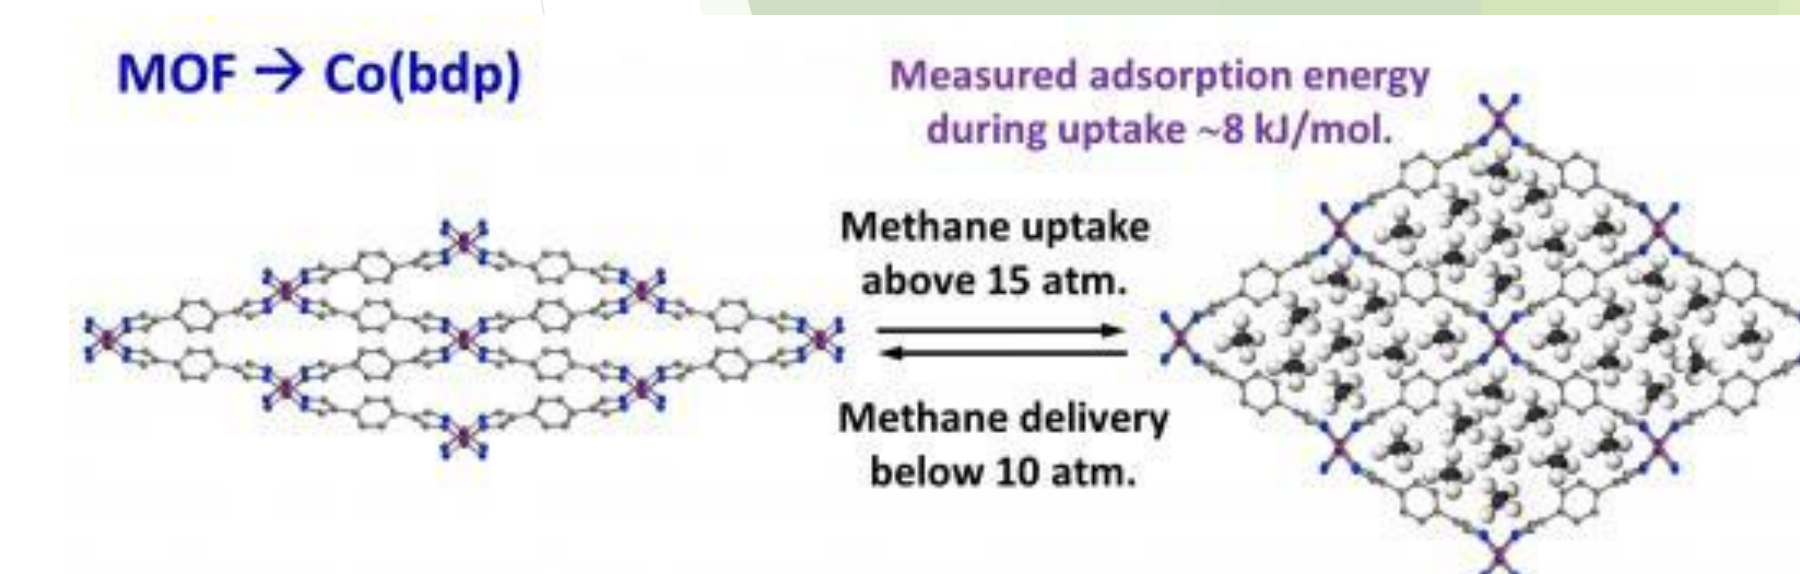 MOF → Co(bdp)
Measured adsorption energy
during uptake ~8 kJ/mol.
Methane uptake
above 15 atm.
Methane delivery
below 10 atm.